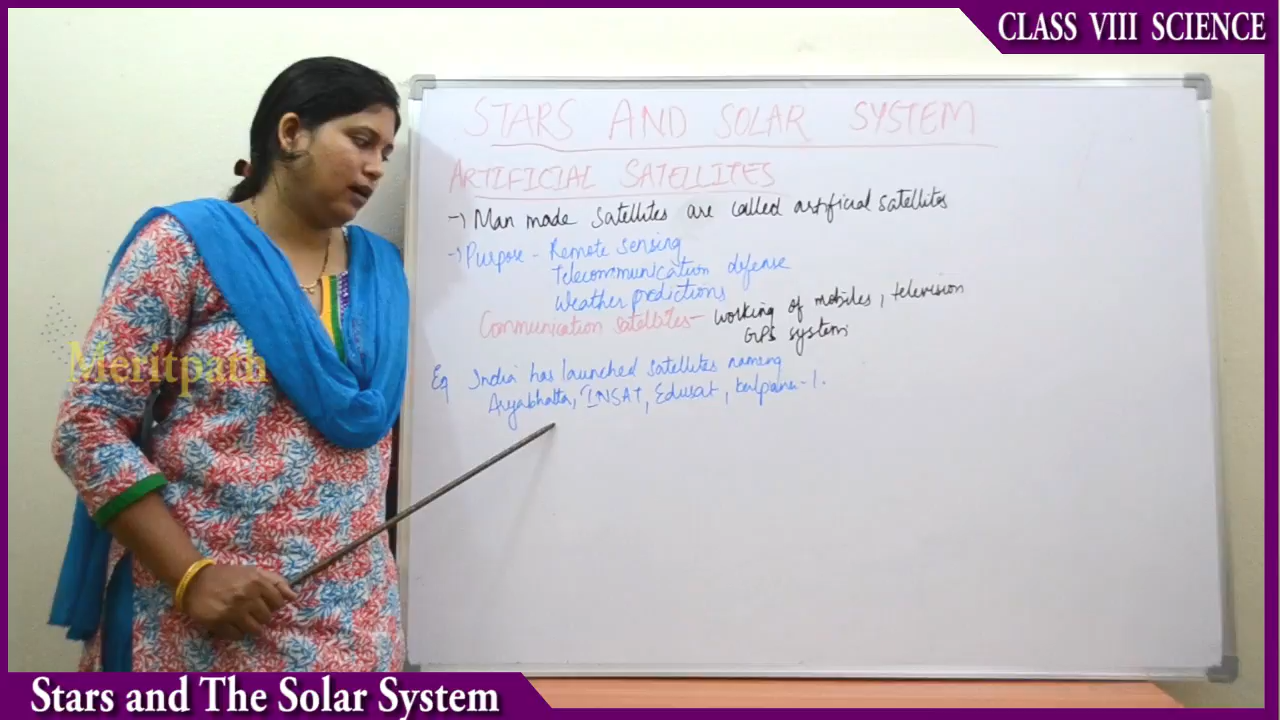 CLASS VIII SCIENCE
STARS AND SOLAR SYSTEM
ARTIFICIAL SATELLITES
→) Man made satellites are called artificial satellites
→) Purpose - Remote sensing
Telecommunication defense
Weather predictions
Communication satellites - working of mobiles, television
GPS system
Eg India has launched satellites naming
Aryabhatta, INSAT, Edusat, kalpana-1.
Meritpath
Stars and The Solar System